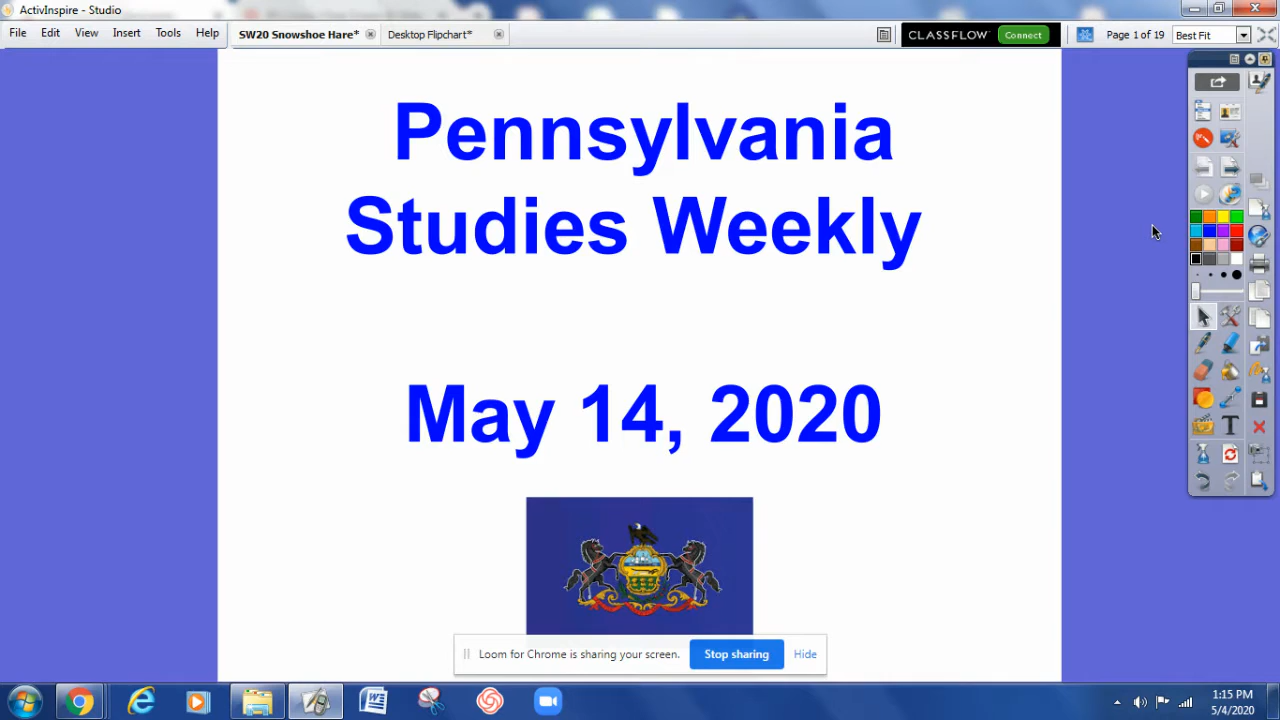 ActivInspire - Studio
File Edit View Insert Tools Help
SW20 Snowshoe Hare*
Desktop Flipchart*
CLASSFLOW
Connect
Page 1 of 19
Best Fit
Pennsylvania
Studies Weekly
May 14, 2020
Loom for Chrome is sharing your screen.
Stop sharing
Hide
T
1:15 PM
5/4/2020